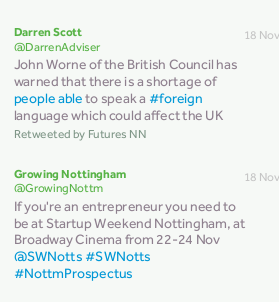 Darren Scott 18 Nov
@DarrenAdviser
John Worne of the British Council has
warned that there is a shortage of
people able to speak a #foreign
language which could affect the UK
Retweeted by Futures NN
Growing Nottingham 18 Nov
@GrowingNottm
If you're an entrepreneur you need to
be at Startup Weekend Nottingham, at
Broadway Cinema from 22-24 Nov
@SWNotts #SWNotts
#NottmProspectus